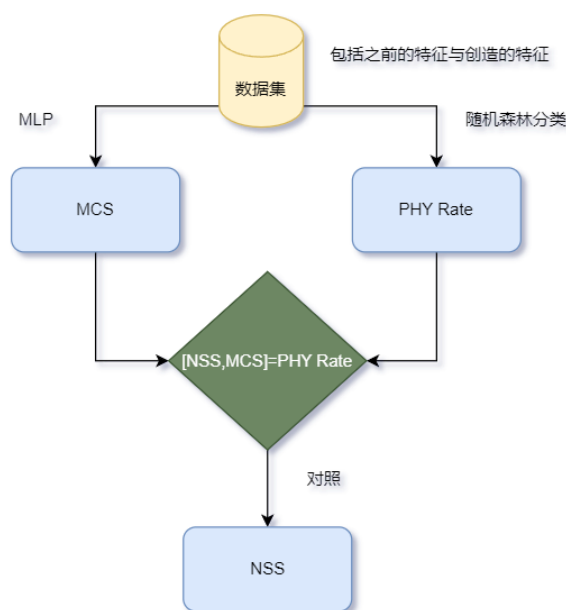 包括之前的特征与创造的特征
数据集
MLP
随机森林分类
MCS
PHY Rate
[NSS,MCS]=PHY Rate
对照
NSS